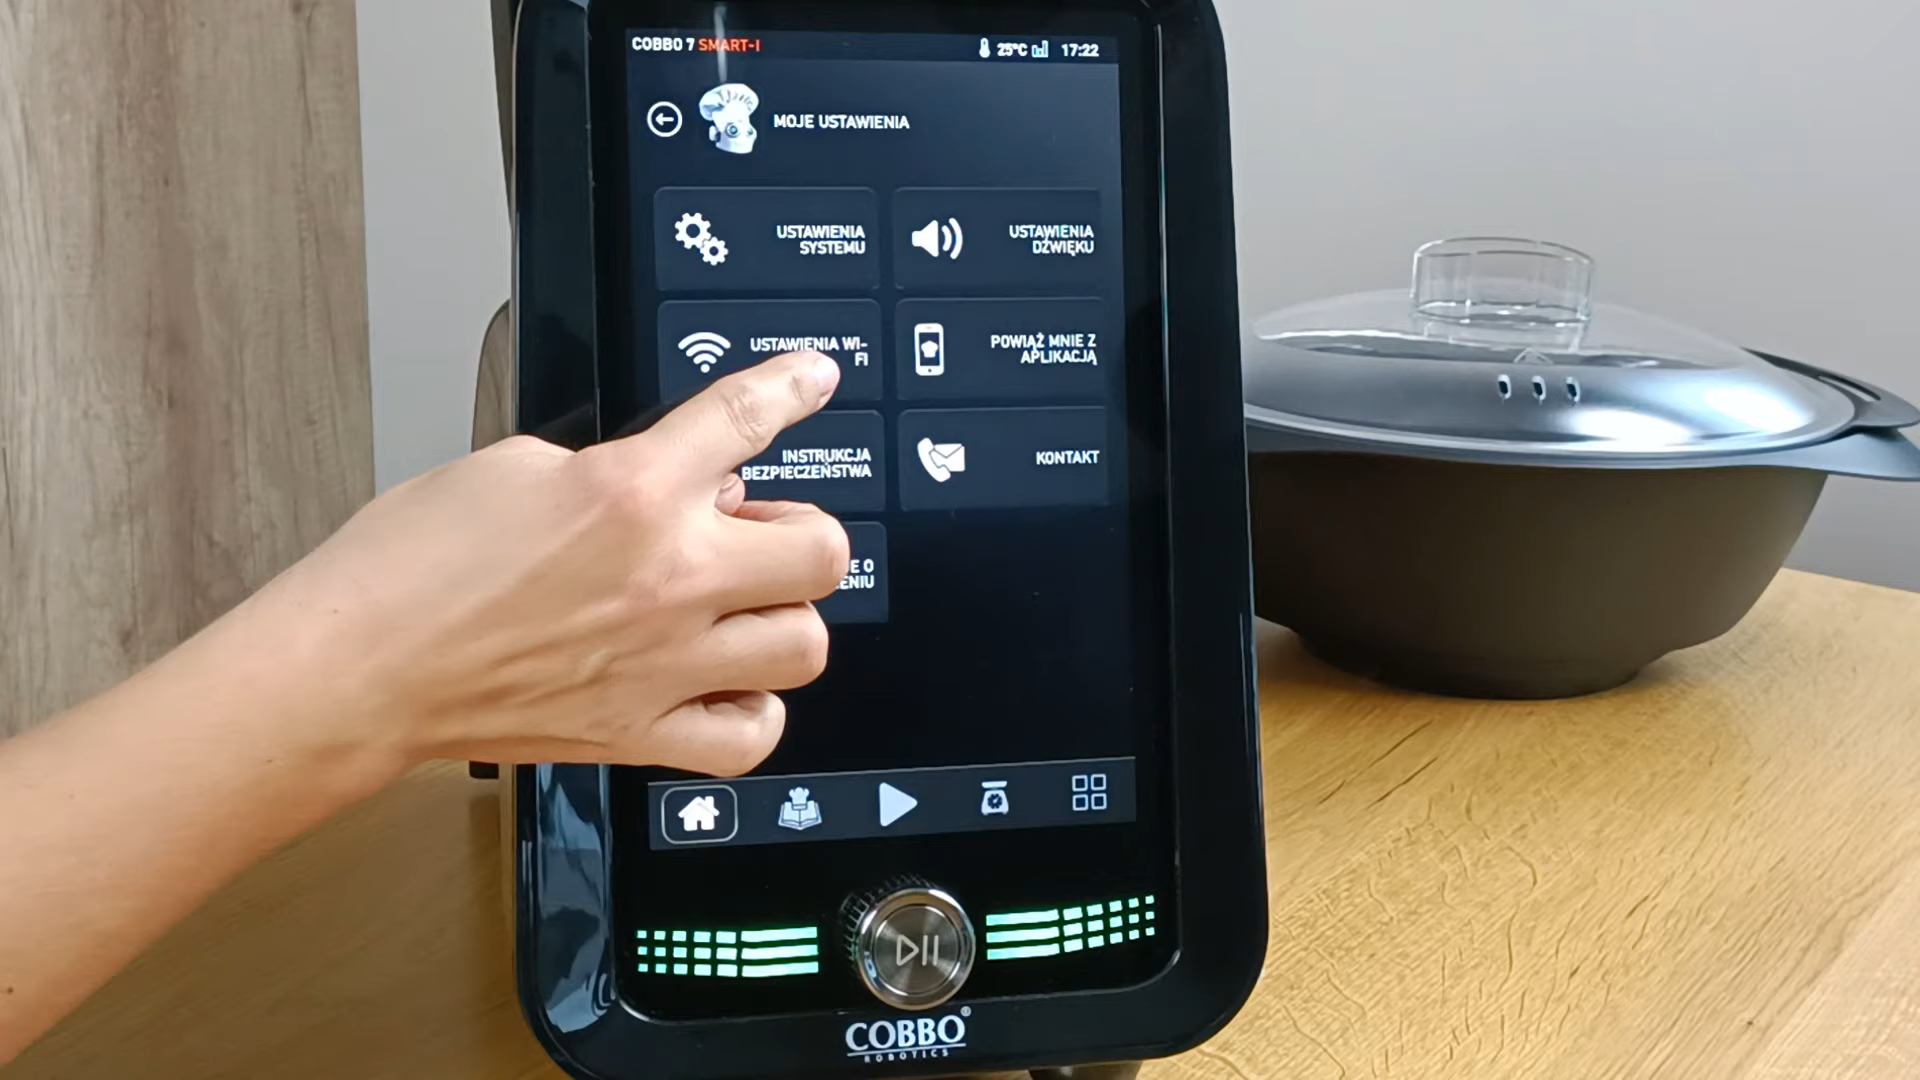 COBBO 7 SMART-I
25°C 17:22
MOJE USTAWIENIA
USTAWIENIA
SYSTEMU
USTAWIENIA
DŹWIĘKU
USTAWIENIA WI-
FI
POWIĄŻ MNIE Z
APLIKACJĄ
INSTRUKCJA
BEZPIECZEŃSTWA
KONTAKT
E O
ENIU
COBBO®
ROBOTICS